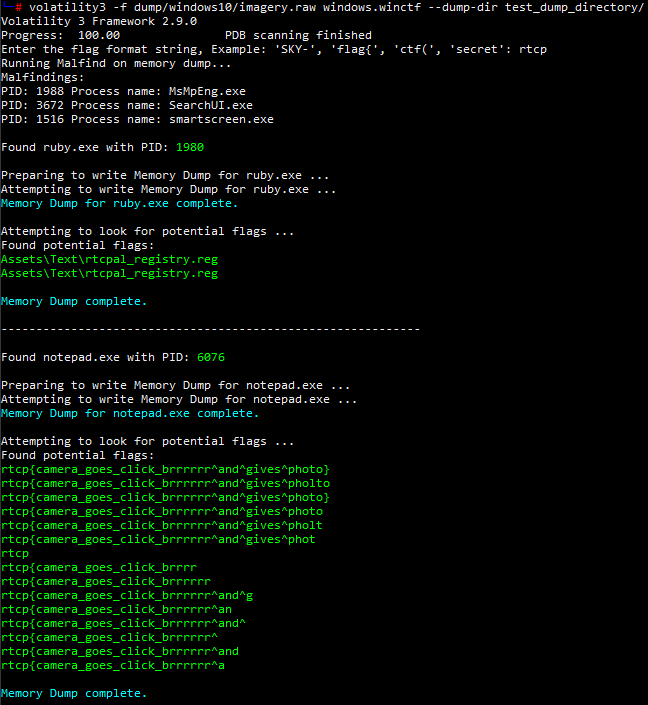 # volatility3 -f dump/windows10/imagery.raw windows.winctf --dump-dir test_dump_directory/
Volatility 3 Framework 2.9.0
Progress:  100.00               PDB scanning finished
Enter the flag format string, Example: 'SKY-', 'flag{', 'ctf(', 'secret': rtcp
Running Malfind on memory dump...
Malfindings:
PID: 1988 Process name: MsMpEng.exe
PID: 3672 Process name: SearchUI.exe
PID: 1516 Process name: smartscreen.exe
Found ruby.exe with PID: 1980
Preparing to write Memory Dump for ruby.exe ...
Attempting to write Memory Dump for ruby.exe ...
Memory Dump for ruby.exe complete.
Attempting to look for potential flags ...
Found potential flags:
Assets\Text\rtcpal_registry.reg
Assets\Text\rtcpal_registry.reg
Memory Dump complete.
------------------------------------------------------------
Found notepad.exe with PID: 6076
Preparing to write Memory Dump for notepad.exe ...
Attempting to write Memory Dump for notepad.exe ...
Memory Dump for notepad.exe complete.
Attempting to look for potential flags ...
Found potential flags:
rtcp{camera_goes_click_brrrrrr^and^gives^photo}
rtcp{camera_goes_click_brrrrrr^and^gives^pholto
rtcp{camera_goes_click_brrrrrr^and^gives^photo}
rtcp{camera_goes_click_brrrrrr^and^gives^photo
rtcp{camera_goes_click_brrrrrr^and^gives^pholt
rtcp{camera_goes_click_brrrrrr^and^gives^phot
rtcp
rtcp{camera_goes_click_brrrr
rtcp{camera_goes_click_brrrrrr
rtcp{camera_goes_click_brrrrrr^and^g
rtcp{camera_goes_click_brrrrrr^an
rtcp{camera_goes_click_brrrrrr^and^
rtcp{camera_goes_click_brrrrrr^
rtcp{camera_goes_click_brrrrrr^and
rtcp{camera_goes_click_brrrrrr^a
Memory Dump complete.